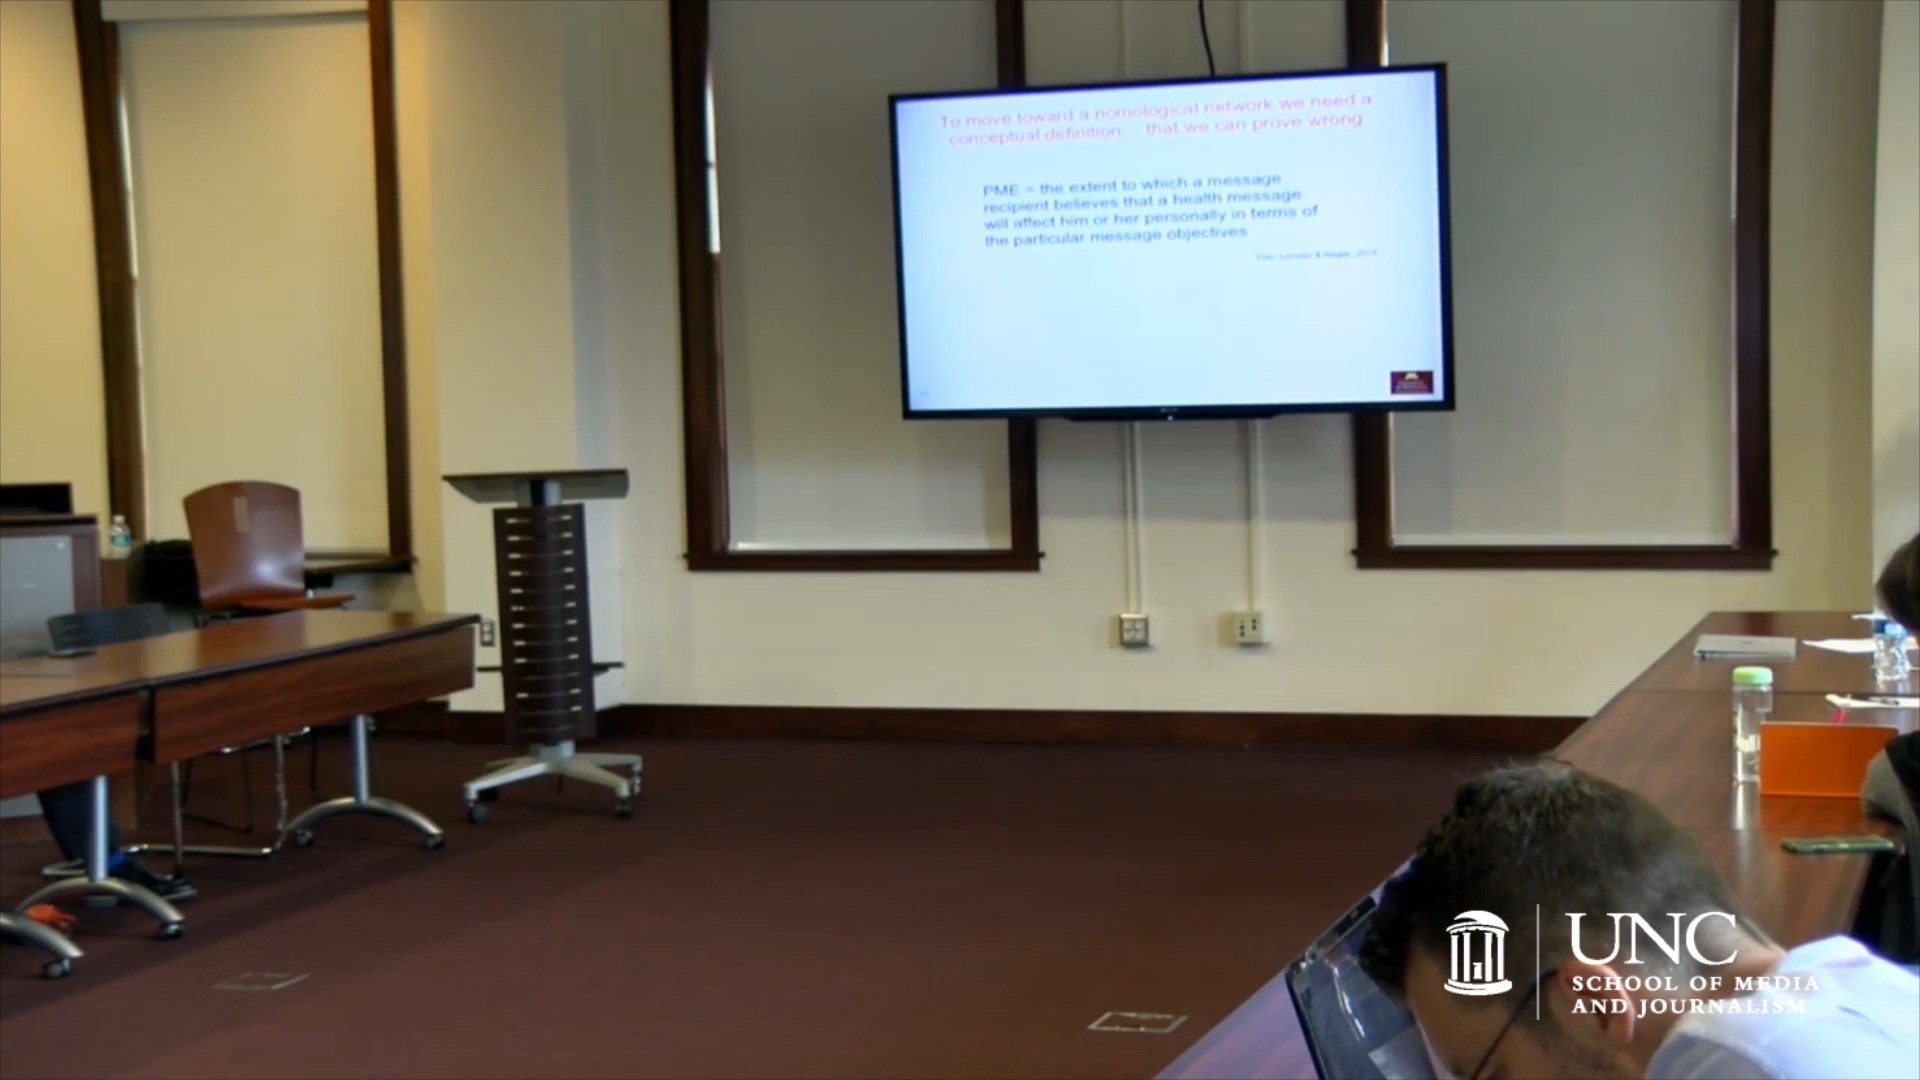 To move toward a nomological network we need a
conceptual definition... that we can prove wrong
PME = the extent to which a message
recipient believes that a health message
will affect him or her personally in terms of
the particular message objectives
UNC
SCHOOL OF MEDIA
AND JOURNALISM